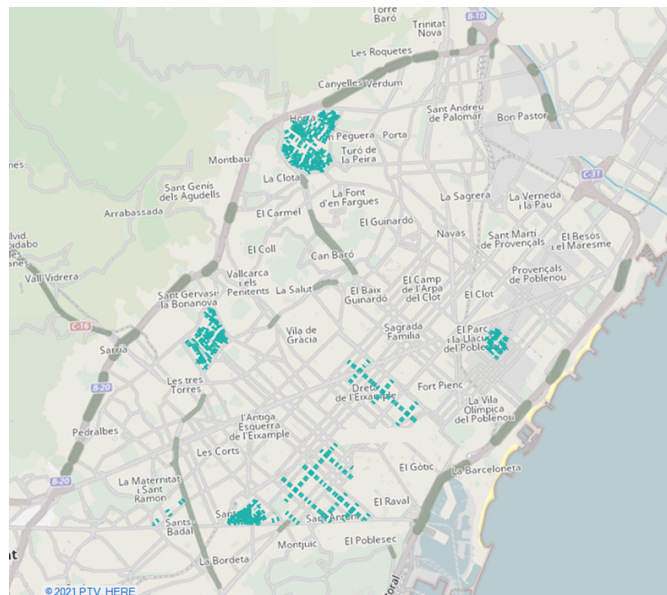 Torre
Baró
Trinitat
Nova
B-10
Les Roquetes
Canyelles
Verdum
Sant Andreu
de Palomar
Bon Pastor
Horta
Peguera
Porta
Turó de
la Peira
Montbau
La Clota
C-31
Sant Genís
dels Agudells
La Font
d'en Fargues
La Sagrera
La Verneda
i la Pau
Arrabassada
El Carmel
El Guinardó
Navas
Sant Martí
de Provençals
El Besòs
i el Maresme
El Coll
Can Baró
Vall Vidrera
Vallcarca
i els
Penitents
Provençals
de Poblenou
Sant Gervasi-
la Bonanova
La Salut
El Baix
Guinardó
El Camp
de l'Arpa
del Clot
El Clot
C-16
Vila de
Gràcia
Sagrada
Família
El Parc
i la Llacu
del Poblen
Sarrià
Les tres
Torres
Dreta
de l'Eixample
Fort Pienc
B-20
La Vila
Olímpica
del Poblenou
Pedralbes
l'Antiga
Esquerra
de l'Eixample
Les Corts
El Gòtic
La Barceloneta
B-20
La Maternitat
i Sant
Ramon
El Raval
Sants-
Badal
Sant Antoni
Montjuïc
El Poblesec
La Bordeta
© 2021 PTV, HERE